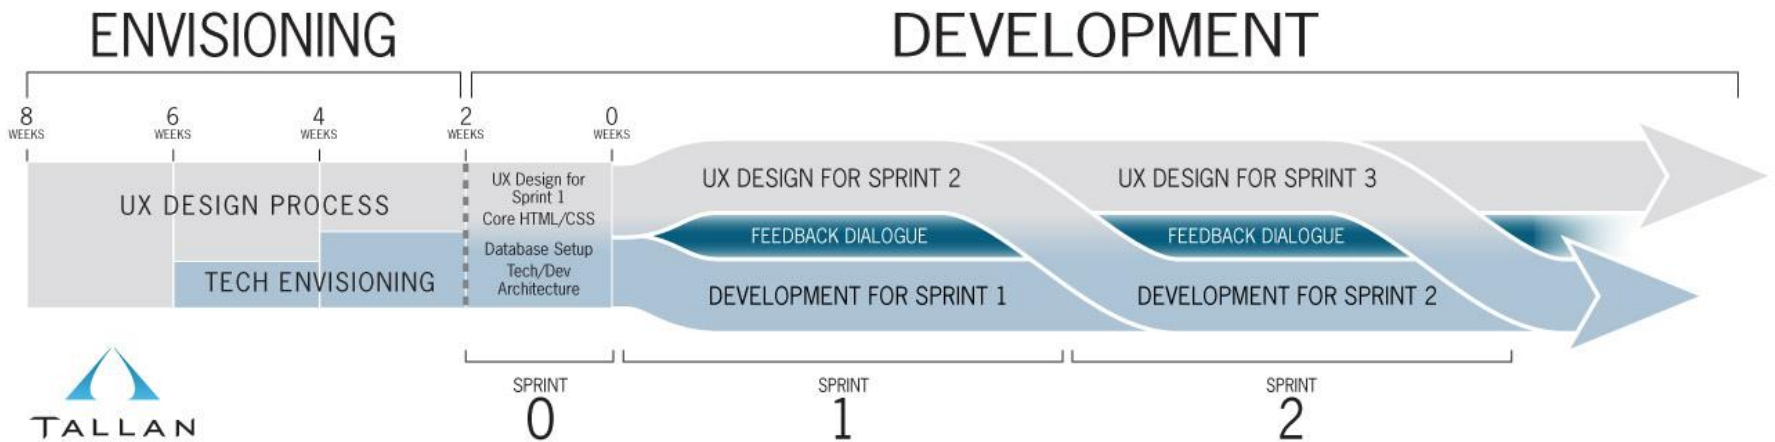 ENVISIONING
DEVELOPMENT
8
WEEKS
6
WEEKS
4
WEEKS
2
WEEKS
0
WEEKS
UX DESIGN PROCESS
TECH ENVISIONING
UX Design for
Sprint 1
Core HTML/CSS
Database Setup
Tech/Dev
Architecture
UX DESIGN FOR SPRINT 2
FEEDBACK DIALOGUE
DEVELOPMENT FOR SPRINT 1
UX DESIGN FOR SPRINT 3
FEEDBACK DIALOGUE
DEVELOPMENT FOR SPRINT 2
SPRINT
0
SPRINT
1
SPRINT
2
TALLAN